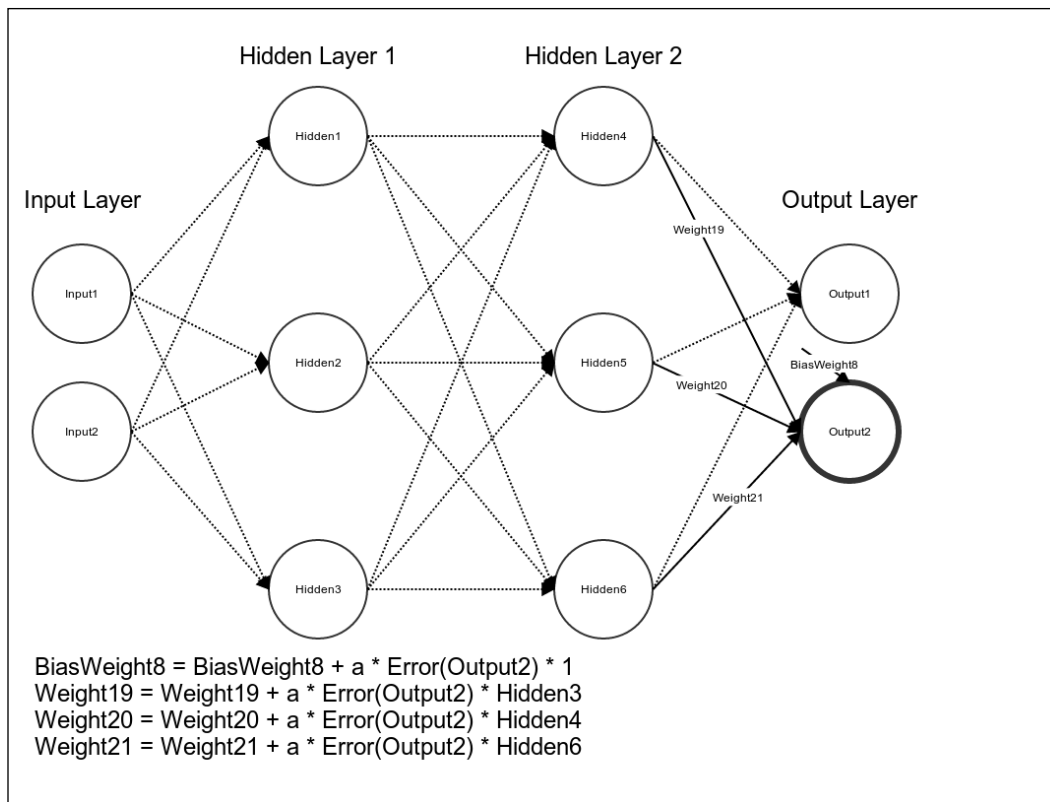 Hidden Layer 1
Hidden Layer 2
Hidden1
Hidden4
Input Layer
Output Layer
Weight19
Input1
Output1
Hidden2
Hidden5
BiasWeight8
Weight20
Input2
Output2
Weight21
Hidden3
Hidden6
BiasWeight8 = BiasWeight8 + a * Error(Output2) * 1
Weight19 = Weight19 + a * Error(Output2) * Hidden3
Weight20 = Weight20 + a * Error(Output2) * Hidden4
Weight21 = Weight21 + a * Error(Output2) * Hidden6